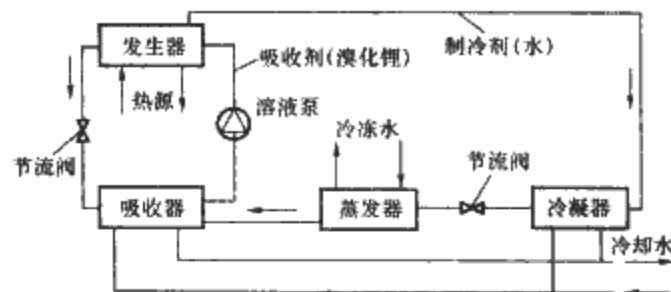 发生器
吸收剂(溴化锂)
制冷剂(水)
热源
溶液泵
冷冻水
节流阀
节流阀
吸收器
蒸发器
冷凝器
冷却水